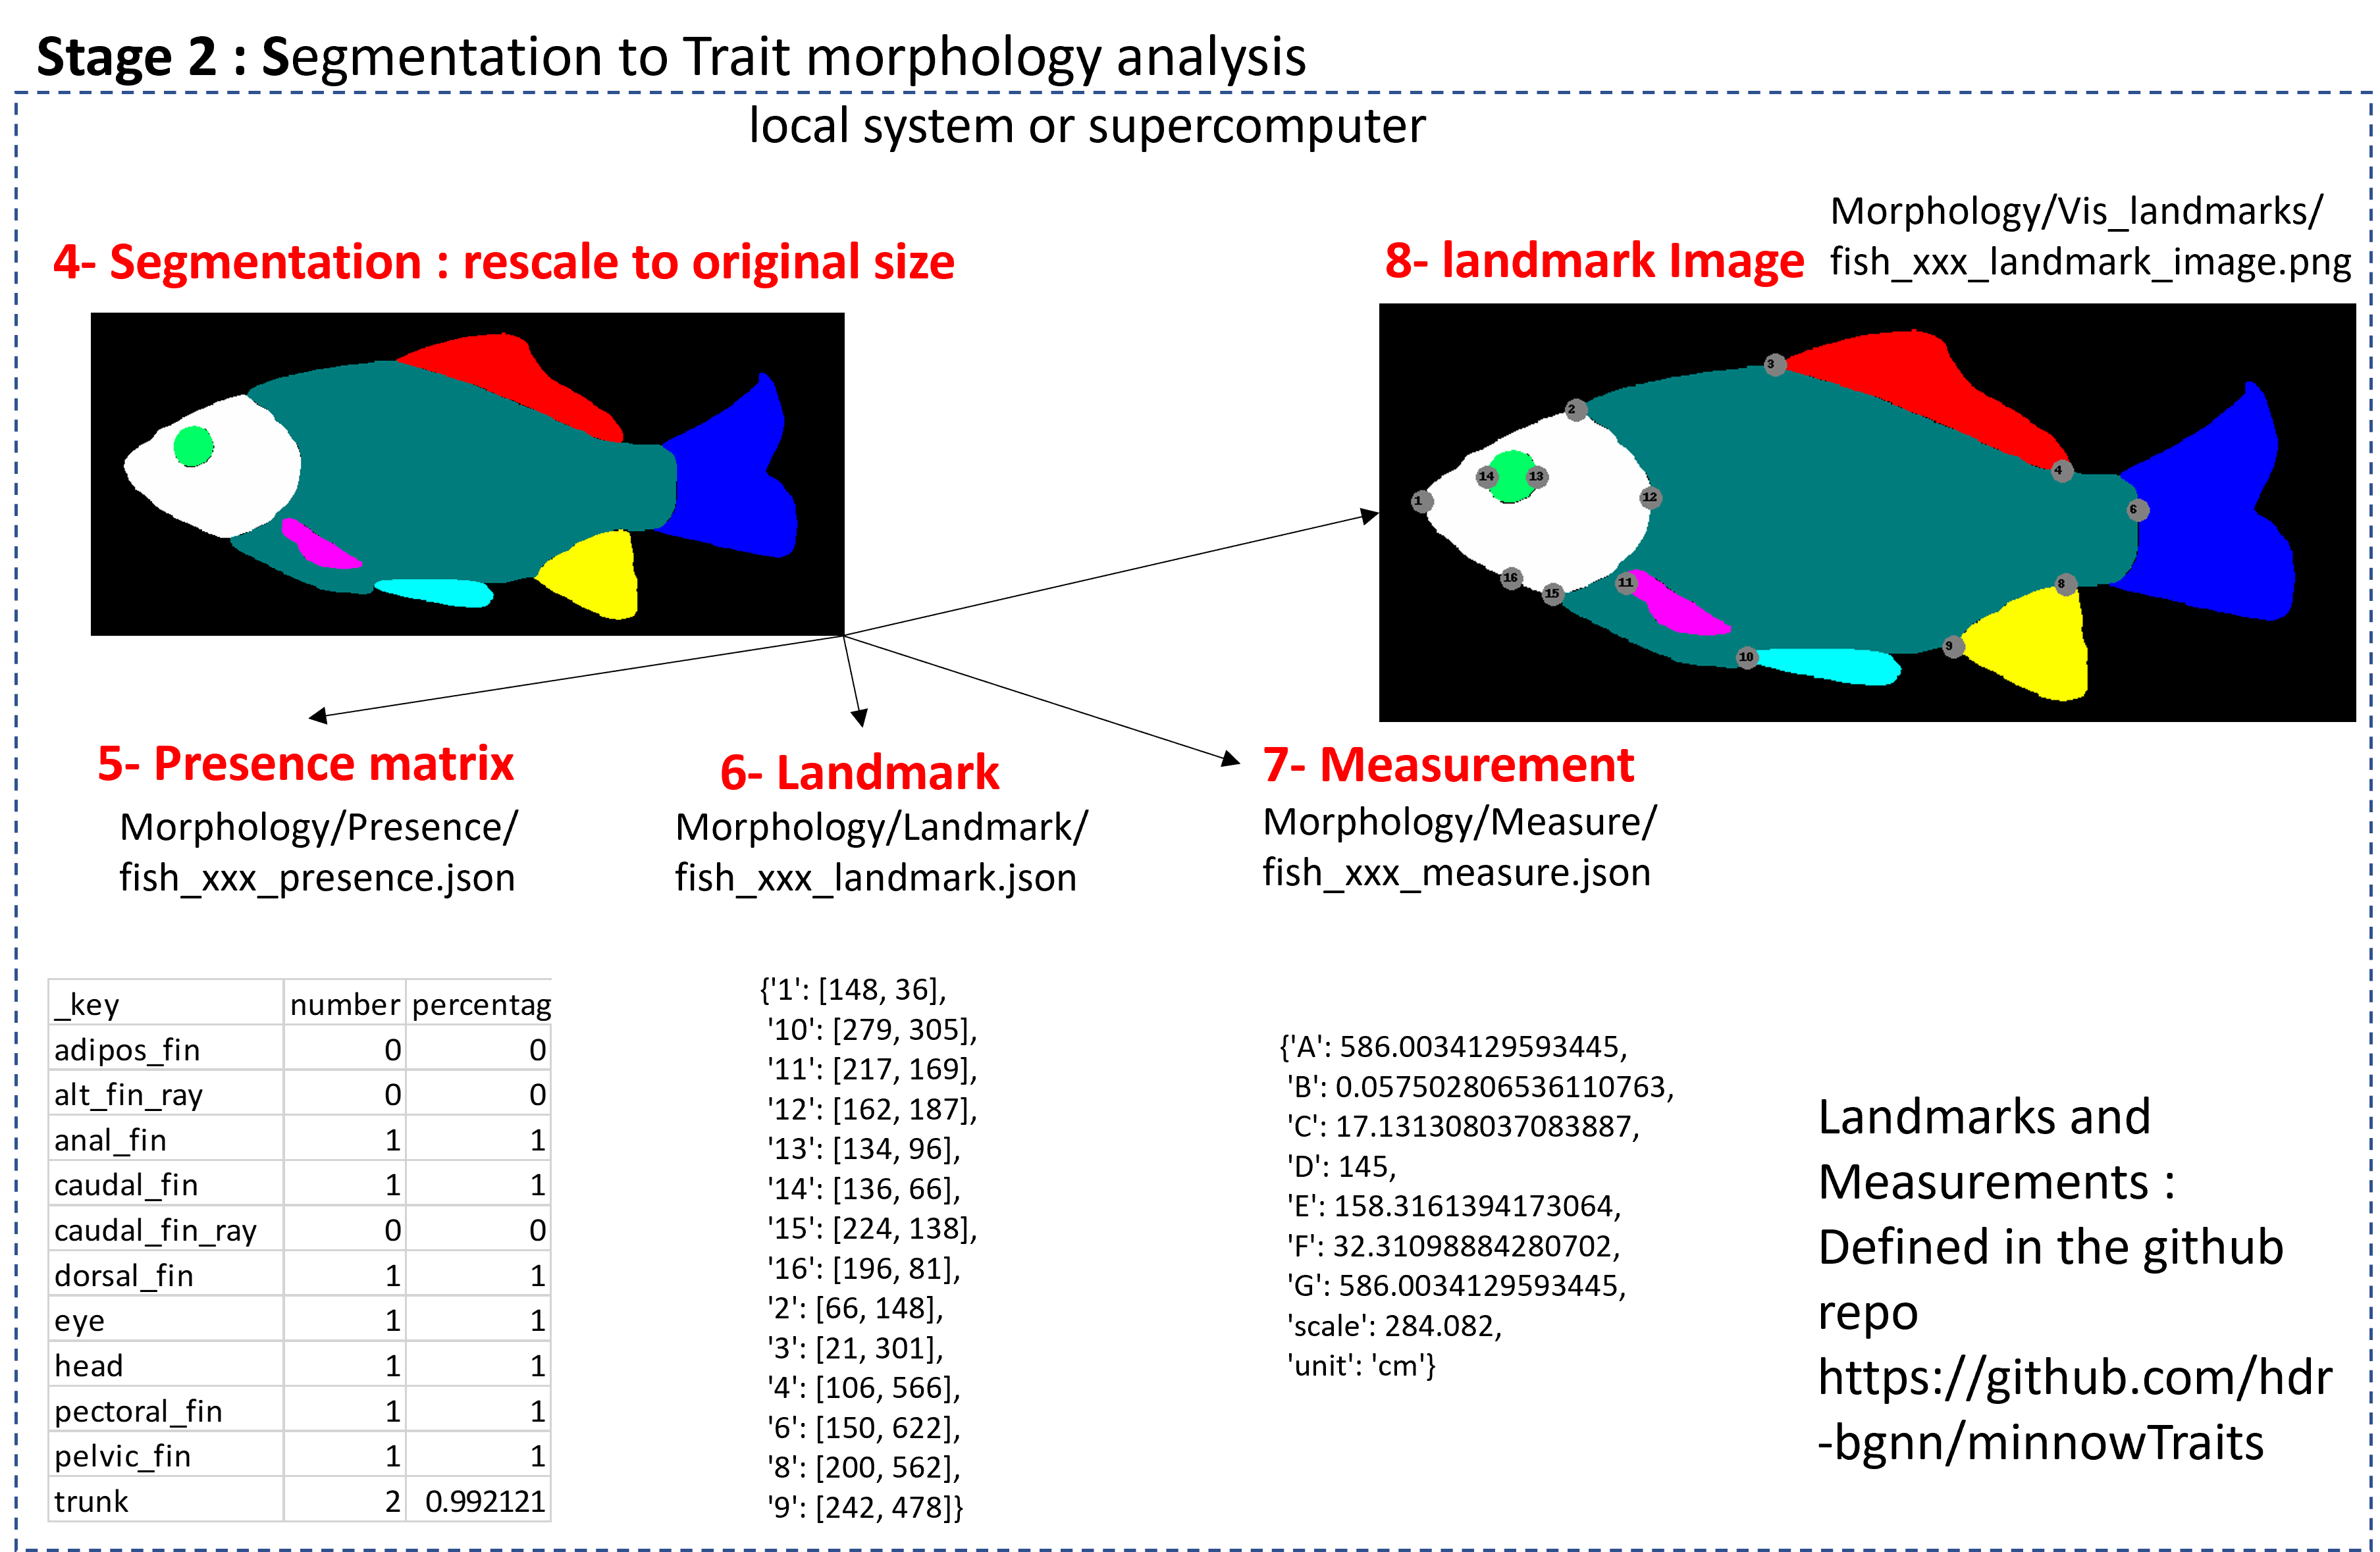 Stage 2 : Segmentation to Trait morphology analysis
local system or supercomputer
4- Segmentation : rescale to original size
8- landmark Image
Morphology/Vis_landmarks/
fish_xxx_landmark_image.png
1
2
3
4
6
8
9
10
11
12
13
14
15
16
5- Presence matrix
Morphology/Presence/
fish_xxx_presence.json
6- Landmark
Morphology/Landmark/
fish_xxx_landmark.json
7- Measurement
Morphology/Measure/
fish_xxx_measure.json
_key number percentag
adipos_fin 0 0
alt_fin_ray 0 0
anal_fin 1 1
caudal_fin 1 1
caudal_fin_ray 0 0
dorsal_fin 1 1
eye 1 1
head 1 1
pectoral_fin 1 1
pelvic_fin 1 1
trunk 2 0.992121
{'1': [148, 36],
'10': [279, 305],
'11': [217, 169],
'12': [162, 187],
'13': [134, 96],
'14': [136, 66],
'15': [224, 138],
'16': [196, 81],
'2': [66, 148],
'3': [21, 301],
'4': [106, 566],
'6': [150, 622],
'8': [200, 562],
'9': [242, 478]}
{'A': 586.0034129593445,
'B': 0.057502806536110763,
'C': 17.131308037083887,
'D': 145,
'E': 158.3161394173064,
'F': 32.31098884280702,
'G': 586.0034129593445,
'scale': 284.082,
'unit': 'cm'}
Landmarks and
Measurements :
Defined in the github
repo
https://github.com/hdr
-bgnn/minnowTraits